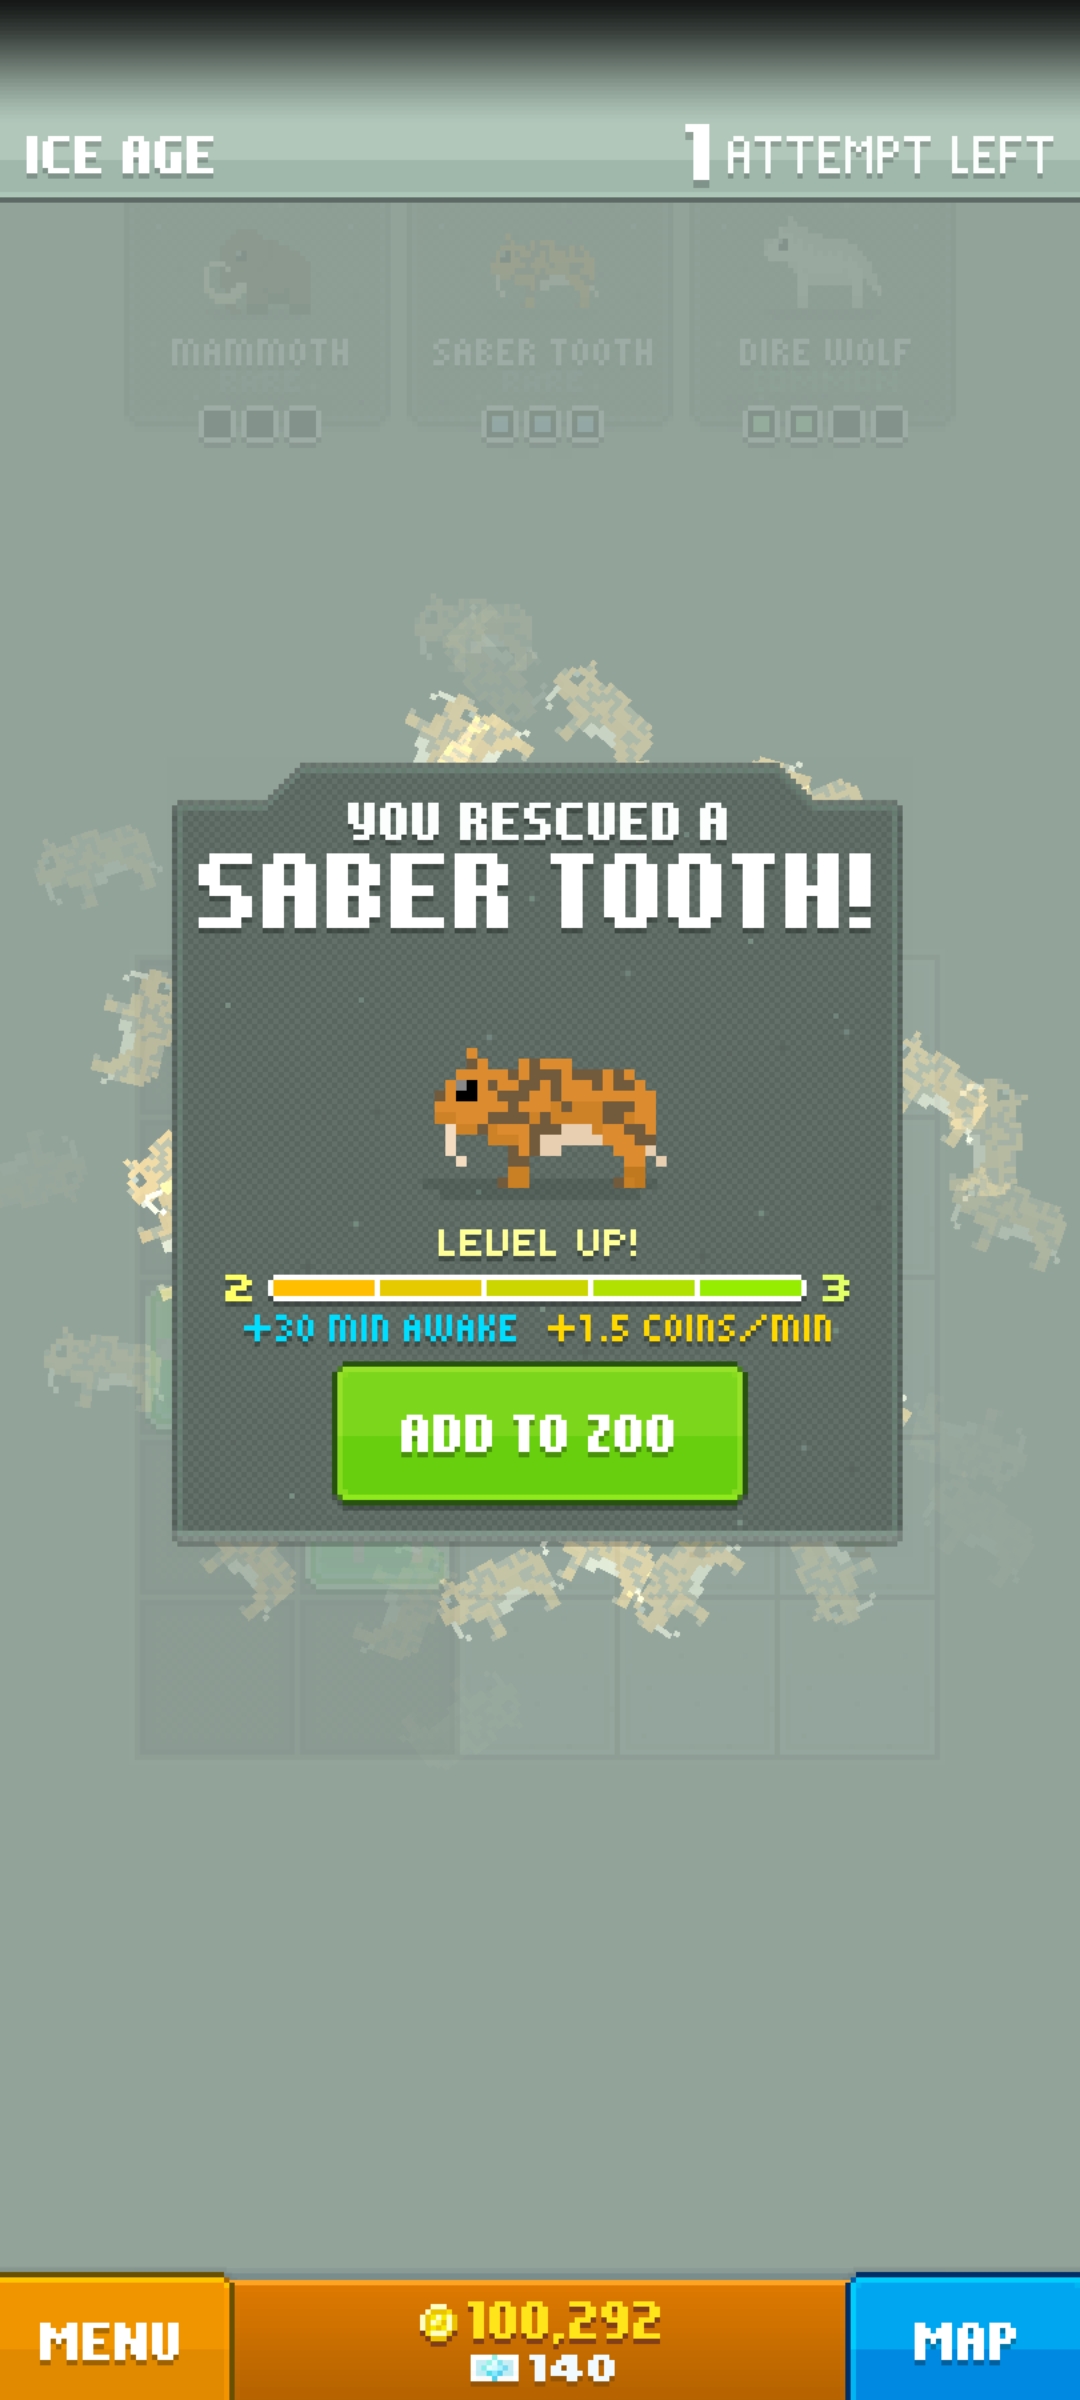 ICE AGE
1 ATTEMPT LEFT
MAMMOTH
SABER TOOTH
DIRE WOLF
YOU RESCUED A
SABER TOOTH!
LEVEL UP!
2 3
+30 MIN AWAKE +1.5 COINS/MIN
ADD TO ZOO
MENU
100,292
140
MAP